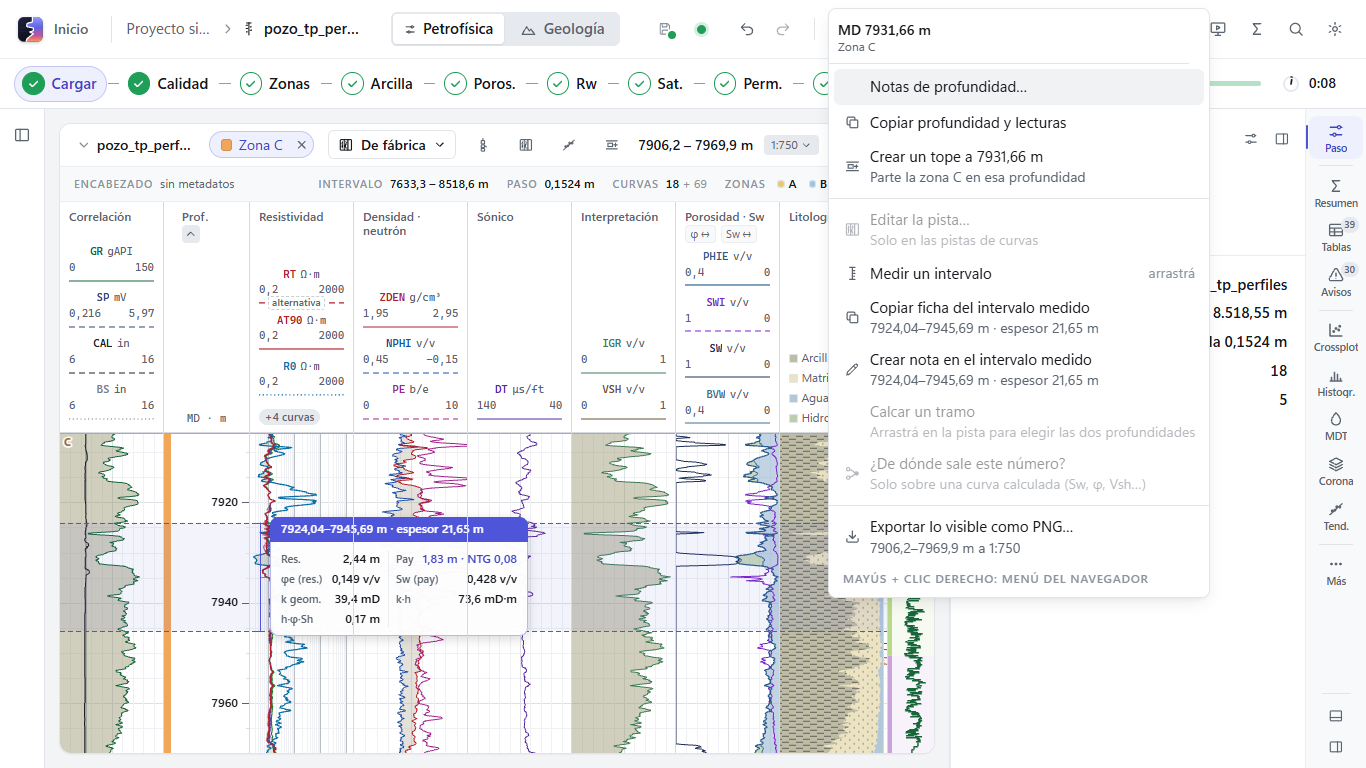 Inicio
Proyecto si...
pozo_tp_per...
Petrofísica
Geología
Cargar
Calidad
Zonas
Arcilla
Poros.
Rw
Sat.
Perm.
0:08
MD 7931,66 m
Zona C
Notas de profundidad...
Copiar profundidad y lecturas
Crear un tope a 7931,66 m
Parte la zona C en esa profundidad
Editar la pista...
Solo en las pistas de curvas
Medir un intervalo
arrastrá
Copiar ficha del intervalo medido
7924,04–7945,69 m · espesor 21,65 m
Crear nota en el intervalo medido
7924,04–7945,69 m · espesor 21,65 m
Calcar un tramo
Arrastrá en la pista para elegir las dos profundidades
¿De dónde sale este número?
Solo sobre una curva calculada (Sw, φ, Vsh...)
Exportar lo visible como PNG...
7906,2–7969,9 m a 1:750
MAYÚS + CLIC DERECHO: MENÚ DEL NAVEGADOR
pozo_tp_perf...
Zona C
De fábrica
7906,2 – 7969,9 m
1:750
ENCABEZADO sin metadatos
INTERVALO 7633,3 – 8518,6 m
PASO 0,1524 m
CURVAS 18 + 69
ZONAS A B
Correlación
GR gAPI
0 150
SP mV
0,216 5,97
CAL in
6 16
BS in
6 16
Prof.
MD · m
Resistividad
RT Ω·m
0,2 2000
alternativa
AT90 Ω·m
0,2 2000
R0 Ω·m
0,2 2000
+4 curvas
Densidad ·
neutrón
ZDEN g/cm³
1,95 2,95
NPHI v/v
0,45 −0,15
PE b/e
0 10
Sónico
DT µs/ft
140 40
Interpretación
IGR v/v
0 1
VSH v/v
0 1
Porosidad · Sw
φ ↔ Sw ↔
PHIE v/v
0,4 0
SWI v/v
1 0
SW v/v
1 0
BVW v/v
0,4 0
Litolog
Arcill
Matri
Agua
Hidro
C
7920
7940
7960
7924,04–7945,69 m · espesor 21,65 m
Res. 2,44 m
Pay 1,83 m · NTG 0,08
φe (res.) 0,149 v/v
Sw (pay) 0,428 v/v
k geom. 39,4 mD
k·h 73,6 mD·m
h·φ·Sh 0,17 m
_tp_perfiles
8.518,55 m
la 0,1524 m
18
5
Paso
Resumen
39
Tablas
30
Avisos
Crossplot
Histogr.
MDT
Corona
Tend.
Más